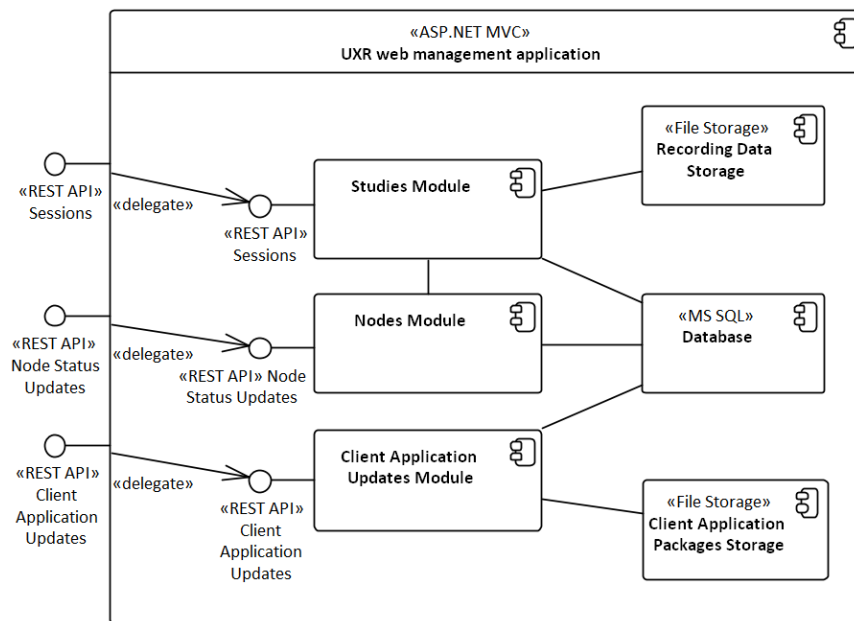 «ASP.NET MVC»
UXR web management application
«File Storage»
Recording Data
Storage
«REST API»
Sessions
«delegate»
Studies Module
«REST API»
Sessions
«REST API»
Node Status
Updates
«delegate»
Nodes Module
«REST API» Node
Status Updates
«MS SQL»
Database
«REST API»
Client
Application
Updates
«delegate»
Client Application
Updates Module
«REST API»
Client
Application
Updates
«File Storage»
Client Application
Packages Storage